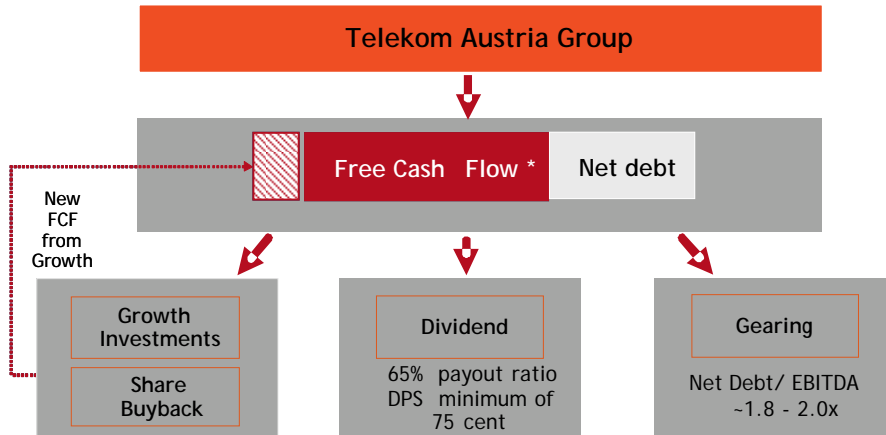 Telekom Austria Group
Free Cash Flow *
Net debt
New
FCF
from
Growth
Growth
Investments
Share
Buyback
Dividend
65% payout ratio
DPS minimum of
75 cent
Gearing
Net Debt/ EBITDA
~1.8 - 2.0x